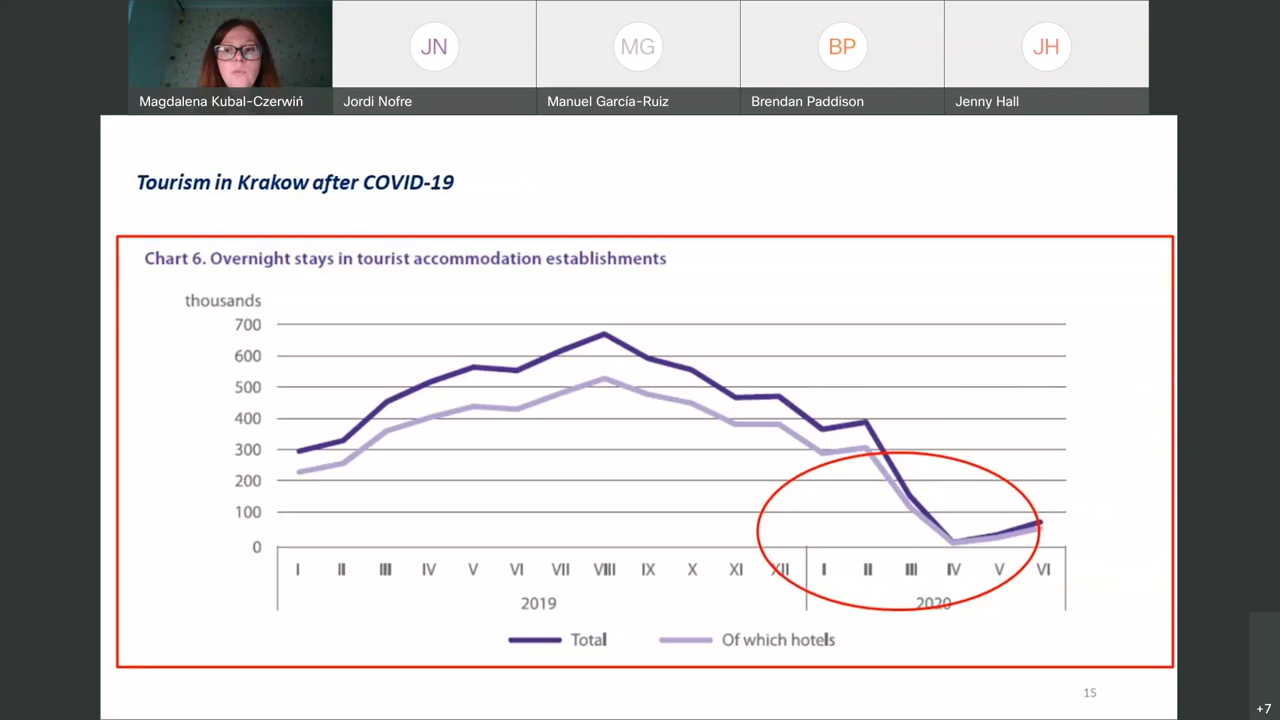 JN
MG
BP
JH
Magdalena Kubal-Czerwiń
Jordi Nofre
Manuel García-Ruiz
Brendan Paddison
Jenny Hall
Tourism in Krakow after COVID-19
Chart 6. Overnight stays in tourist accommodation establishments
thousands
700
600
500
400
300
200
100
0
I II III IV V VI VII VIII IX X XI XII I II III IV V VI
2019 2020
Total Of which hotels
15
+7